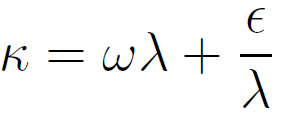 κ = ωλ + ϵ/λ